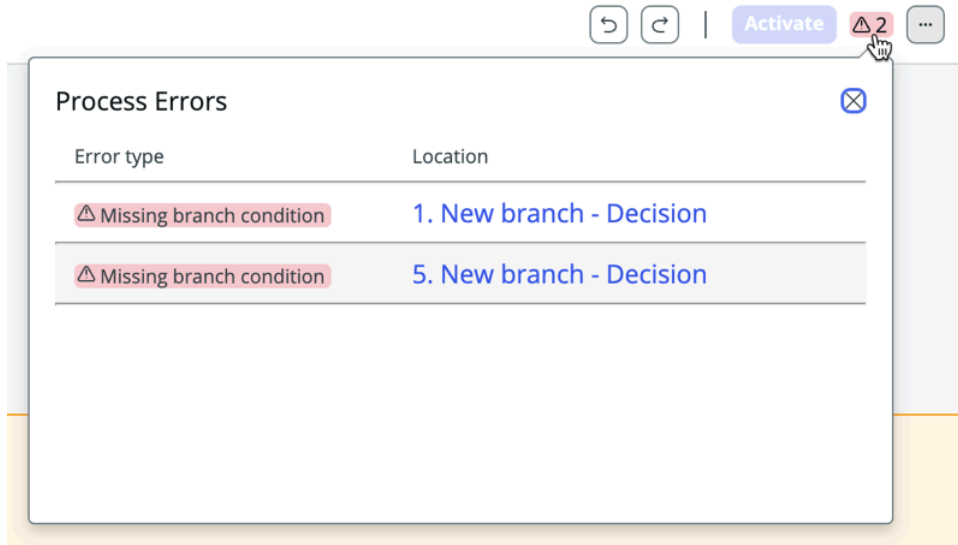 Activate
2
Process Errors
Error type Location
Missing branch condition 1. New branch - Decision
Missing branch condition 5. New branch - Decision